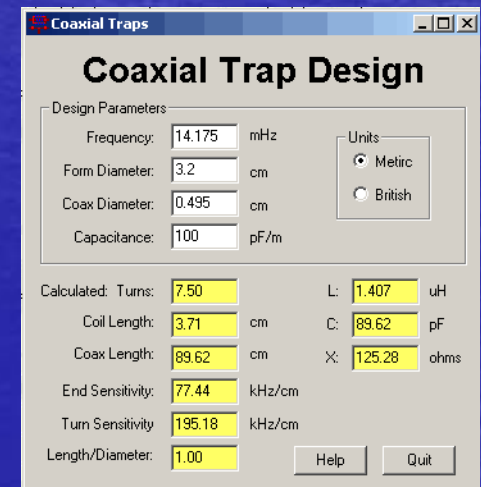 Coaxial Traps
Coaxial Trap Design
Design Parameters
Frequency: 14.175 mHz
Form Diameter: 3.2 cm
Coax Diameter: 0.495 cm
Capacitance: 100 pF/m
Units
Metirc
British
Calculated: Turns: 7.50
Coil Length: 3.71 cm
Coax Length: 89.62 cm
End Sensitivity: 77.44 kHz/cm
Turn Sensitivity 195.18 kHz/cm
Length/Diameter: 1.00
L: 1.407 uH
C: 89.62 pF
X: 125.28 ohms
Help Quit